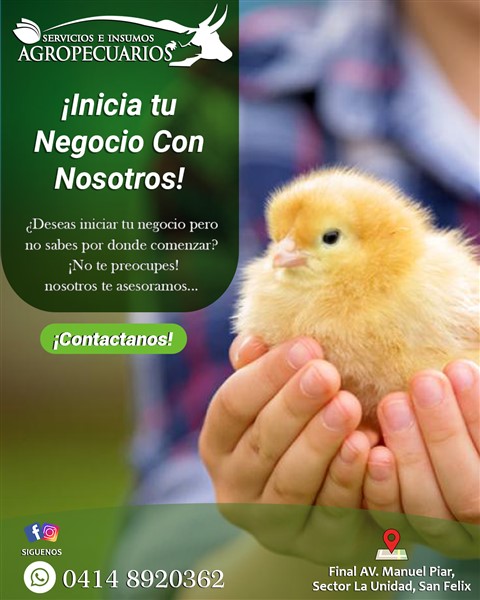 SERVICIOS E INSUMOS
AGROPECUARIOS
¡Inicia tu
Negocio Con
Nosotros!
¿Deseas iniciar tu negocio pero
no sabes por donde comenzar?
¡No te preocupes!
nosotros te asesoramos...
¡Contactanos!
SIGUENOS
0414 8920362
Final AV. Manuel Piar,
Sector La Unidad, San Felix